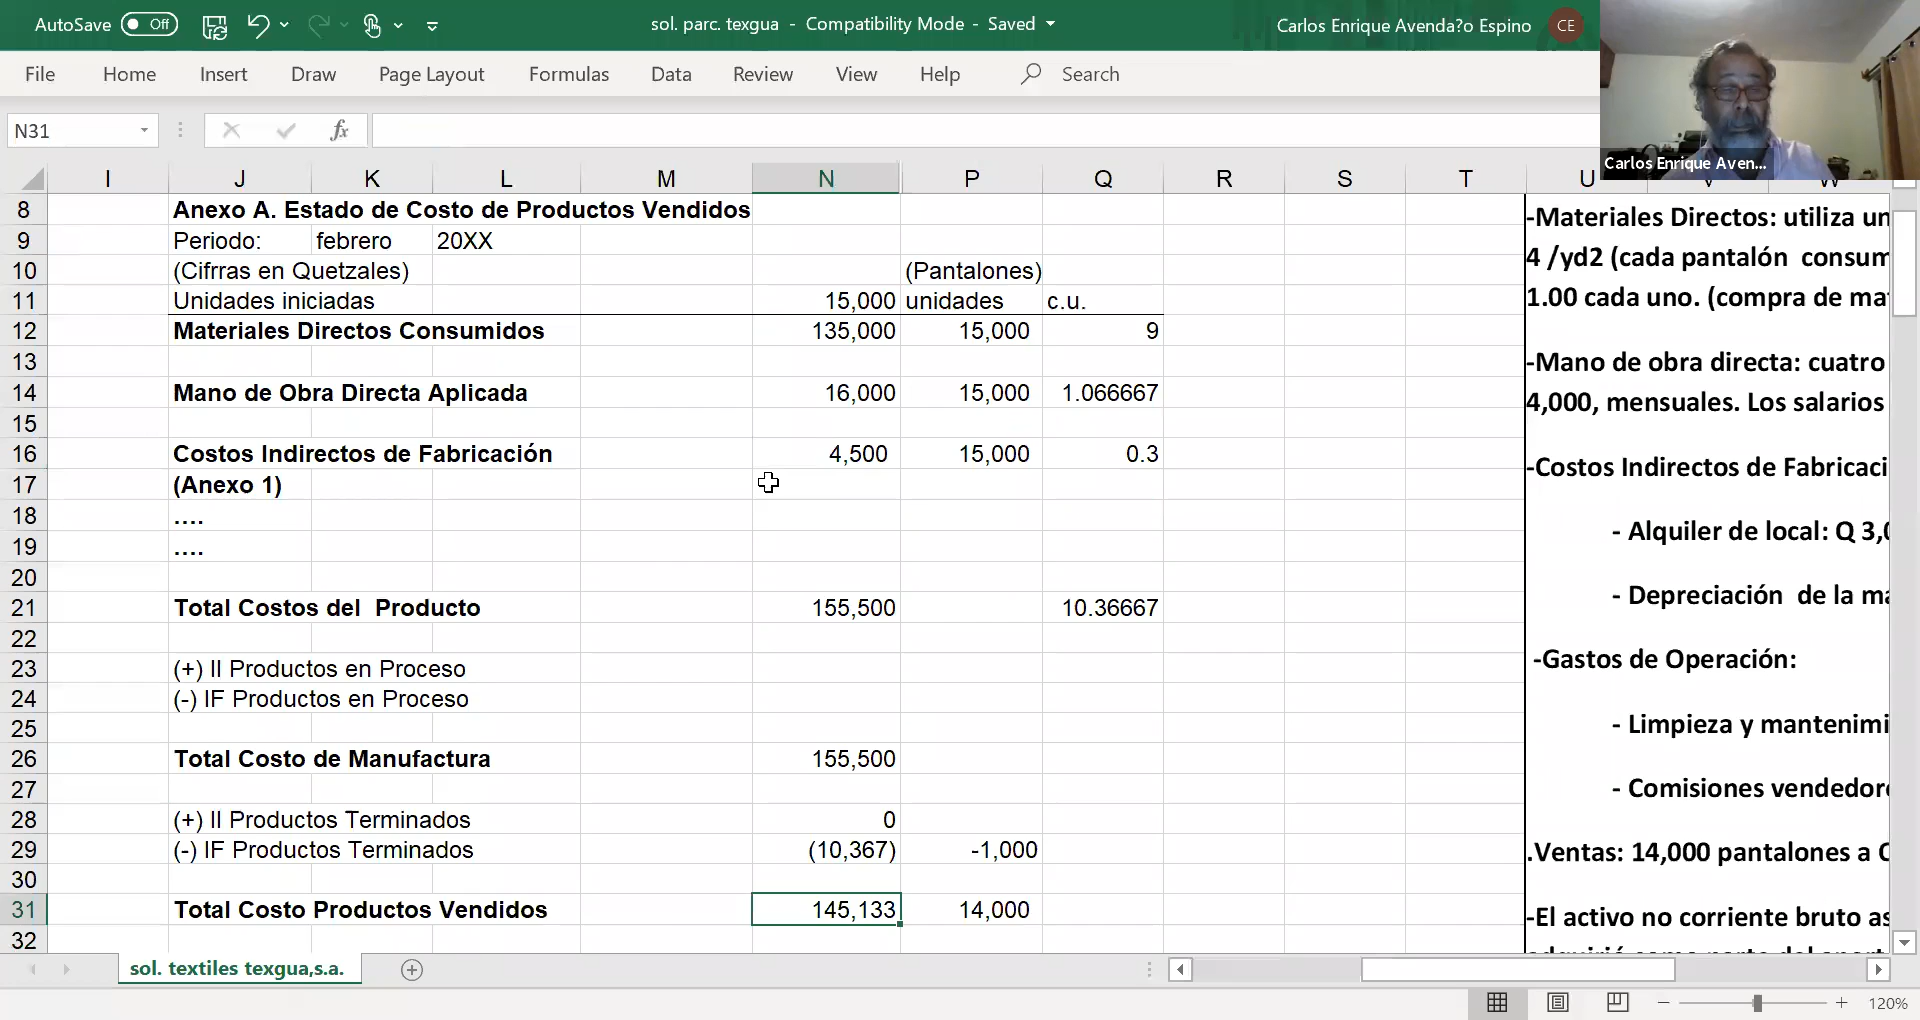 AutoSave Off sol. parc. texgua - Compatibility Mode - Saved Carlos Enrique Avenda?o Espino CE
File Home Insert Draw Page Layout Formulas Data Review View Help Search
N31 fx
Carlos Enrique Aven...
I J K L M N P Q R S T U V W
8 Anexo A. Estado de Costo de Productos Vendidos
9 Periodo: febrero 20XX
10 (Cifrras en Quetzales) (Pantalones)
11 Unidades iniciadas 15,000 unidades c.u.
12 Materiales Directos Consumidos 135,000 15,000 9
13
14 Mano de Obra Directa Aplicada 16,000 15,000 1.066667
15
16 Costos Indirectos de Fabricación 4,500 15,000 0.3
17 (Anexo 1)
18 ....
19 ....
20
21 Total Costos del Producto 155,500 10.36667
22
23 (+) II Productos en Proceso
24 (-) IF Productos en Proceso
25
26 Total Costo de Manufactura 155,500
27
28 (+) II Productos Terminados 0
29 (-) IF Productos Terminados (10,367) -1,000
30
31 Total Costo Productos Vendidos 145,133 14,000
32
-Materiales Directos: utiliza un
4 /yd2 (cada pantalón consum
1.00 cada uno. (compra de ma
-Mano de obra directa: cuatro
4,000, mensuales. Los salarios
-Costos Indirectos de Fabricaci
- Alquiler de local: Q 3,0
- Depreciación de la ma
-Gastos de Operación:
- Limpieza y mantenimi
- Comisiones vendedor
.Ventas: 14,000 pantalones a
-El activo no corriente bruto as
sol. textiles texgua,s.a.
120%